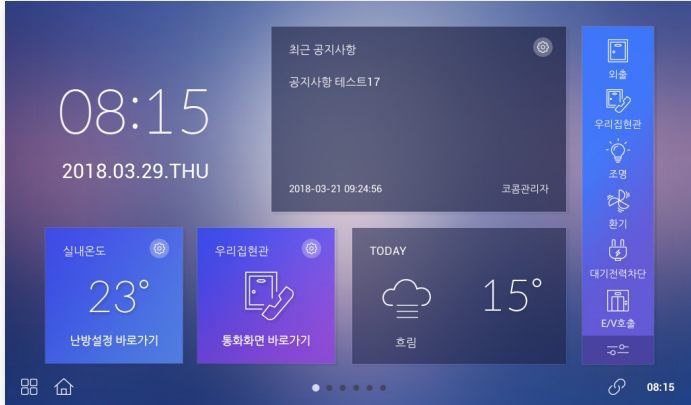 08:15
2018.03.29.THU
최근 공지사항
공지사항 테스트17
2018-03-21 09:24:56
코콤관리자
외출
우리집현관
조명
환기
대기전력차단
E/V호출
실내온도
23°
난방설정 바로가기
우리집현관
통화화면 바로가기
TODAY
15°
흐림
08:15